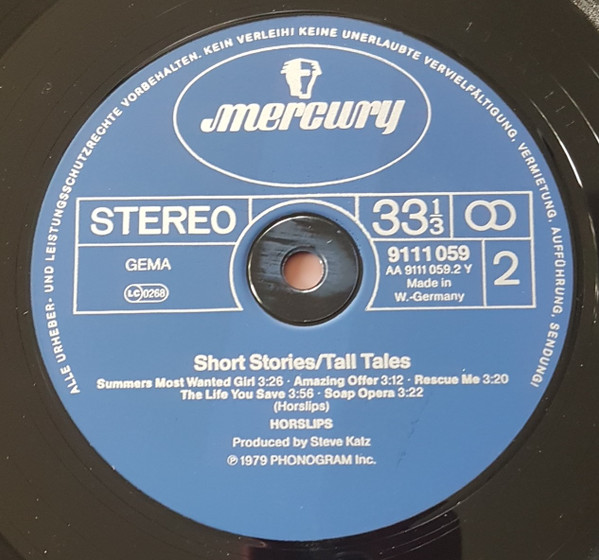 ALLE URHEBER- UND LEISTUNGSSCHUTZRECHTE VORBEHALTEN. KEIN VERLEIH! KEINE UNERLAUBTE VERVIELFÄLTIGUNG, VERMIETUNG, AUFFÜHRUNG, SENDUNG!
mercury
STEREO
33 1/3
GEMA
LC 0268
9111 059
AA 9111 059.2 Y
Made in
W.-Germany
2
Short Stories/Tall Tales
Summers Most Wanted Girl 3:26 · Amazing Offer 3:12 · Rescue Me 3:20
The Life You Save 3:56 · Soap Opera 3:22
(Horslips)
HORSLIPS
Produced by Steve Katz
℗ 1979 PHONOGRAM Inc.